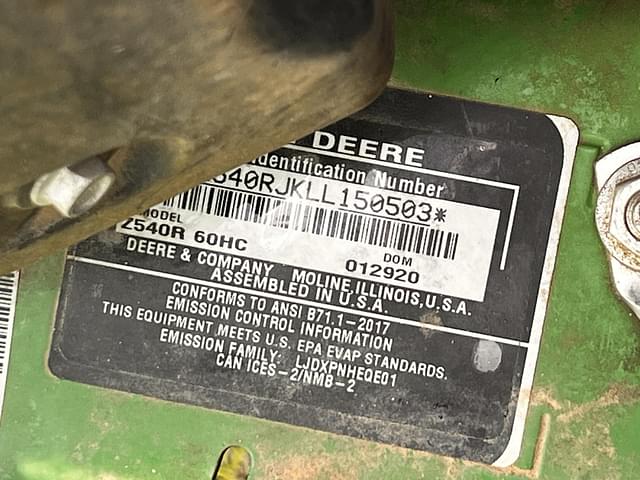 DEERE
Identification Number
540RJKLL150503*
MODEL DOM
Z540R 60HC 012920
DEERE & COMPANY MOLINE, ILLINOIS, U.S.A.
ASSEMBLED IN U.S.A.
CONFORMS TO ANSI B71.1-2017
EMISSION CONTROL INFORMATION
THIS EQUIPMENT MEETS U.S. EPA EVAP STANDARDS.
EMISSION FAMILY: LJDXPNHEQE01
CAN ICES-2/NMB-2